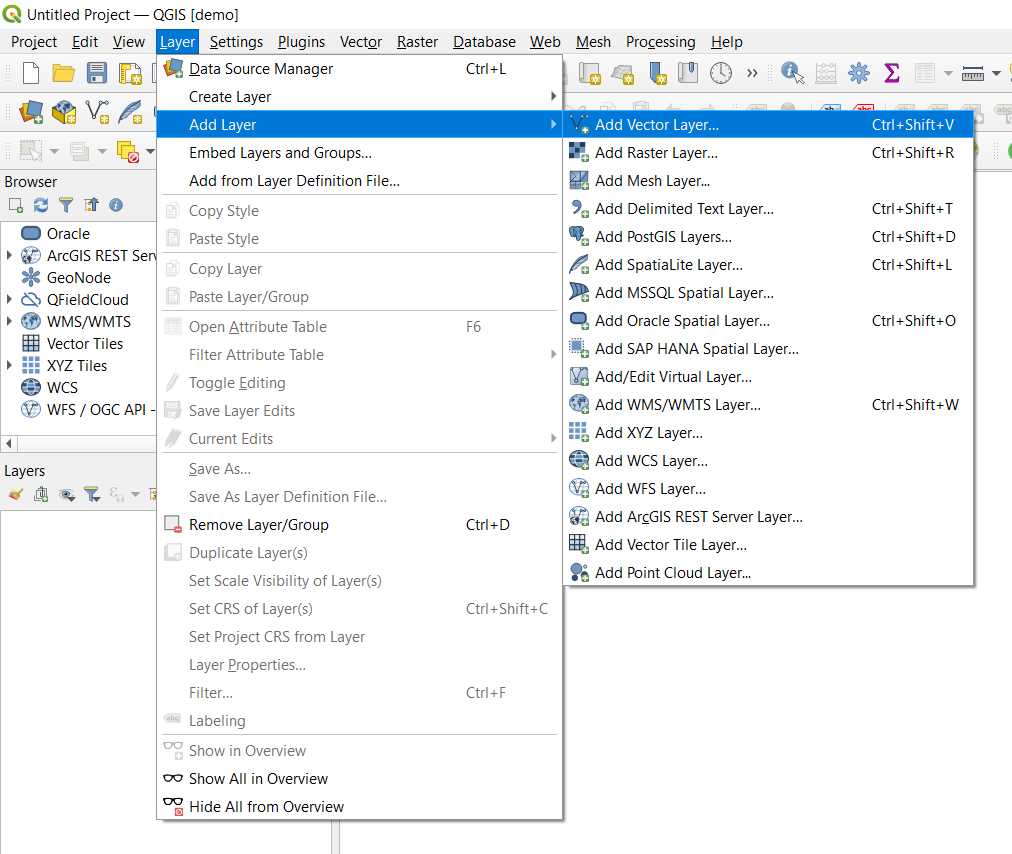 Untitled Project — QGIS [demo]
Project Edit View Layer Settings Plugins Vector Raster Database Web Mesh Processing Help
Data Source Manager Ctrl+L
Create Layer
Add Layer
Embed Layers and Groups...
Add from Layer Definition File...
Copy Style
Paste Style
Copy Layer
Paste Layer/Group
Open Attribute Table F6
Filter Attribute Table
Toggle Editing
Save Layer Edits
Current Edits
Save As...
Save As Layer Definition File...
Remove Layer/Group Ctrl+D
Duplicate Layer(s)
Set Scale Visibility of Layer(s)
Set CRS of Layer(s) Ctrl+Shift+C
Set Project CRS from Layer
Layer Properties...
Filter... Ctrl+F
Labeling
Show in Overview
Show All in Overview
Hide All from Overview
Add Vector Layer... Ctrl+Shift+V
Add Raster Layer... Ctrl+Shift+R
Add Mesh Layer...
Add Delimited Text Layer... Ctrl+Shift+T
Add PostGIS Layers... Ctrl+Shift+D
Add SpatiaLite Layer... Ctrl+Shift+L
Add MSSQL Spatial Layer...
Add Oracle Spatial Layer... Ctrl+Shift+O
Add SAP HANA Spatial Layer...
Add/Edit Virtual Layer...
Add WMS/WMTS Layer... Ctrl+Shift+W
Add XYZ Layer...
Add WCS Layer...
Add WFS Layer...
Add ArcGIS REST Server Layer...
Add Vector Tile Layer...
Add Point Cloud Layer...
Browser
Oracle
ArcGIS REST Serv
GeoNode
QFieldCloud
WMS/WMTS
Vector Tiles
XYZ Tiles
WCS
WFS / OGC API -
Layers